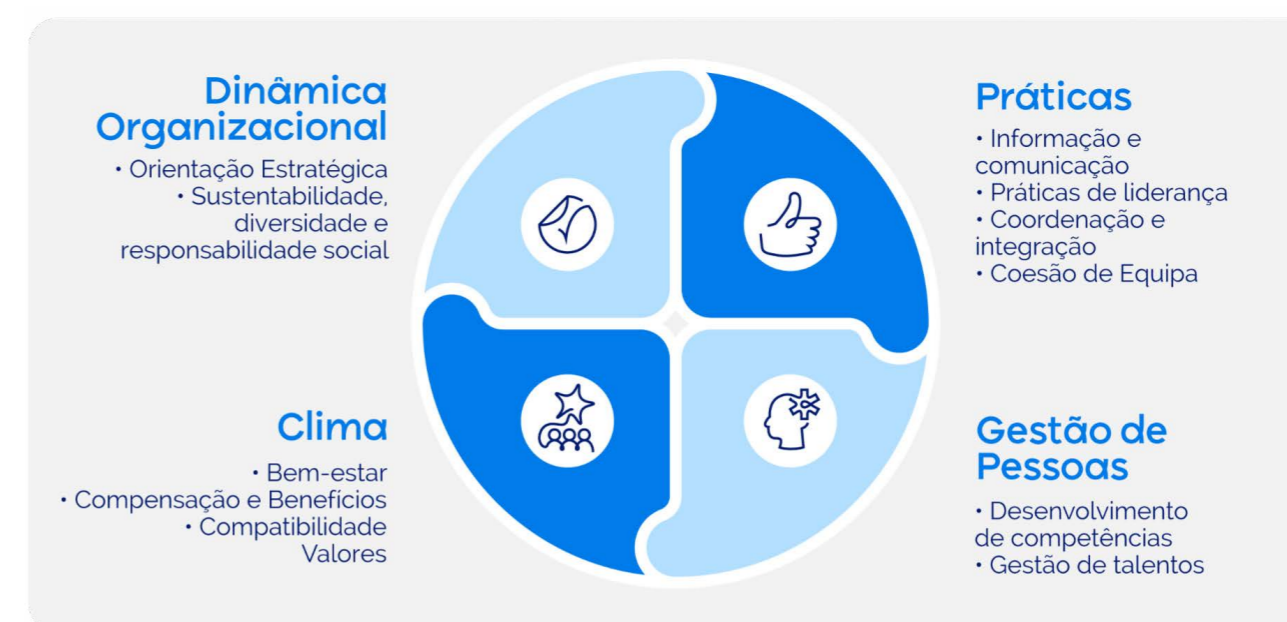 Dinâmica
Organizacional
• Orientação Estratégica
• Sustentabilidade,
diversidade e
responsabilidade social
Práticas
• Informação e
comunicação
• Práticas de liderança
• Coordenação e
integração
• Coesão de Equipa
Clima
• Bem-estar
• Compensação e Benefícios
• Compatibilidade
Valores
Gestão de
Pessoas
• Desenvolvimento
de competências
• Gestão de talentos